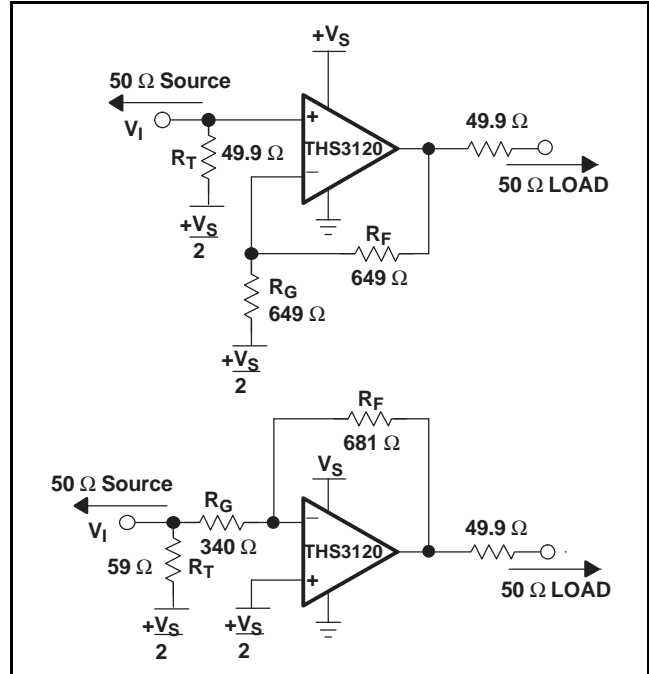 +VS
50 Ω Source
VI
+
THS3120
−
RT 49.9 Ω
49.9 Ω
50 Ω LOAD
+VS
2
RF
649 Ω
RG
649 Ω
+VS
2
RF
681 Ω
VS
50 Ω Source
RG
VI
340 Ω
−
THS3120
+
49.9 Ω
59 Ω RT
50 Ω LOAD
+VS
2
+VS
2